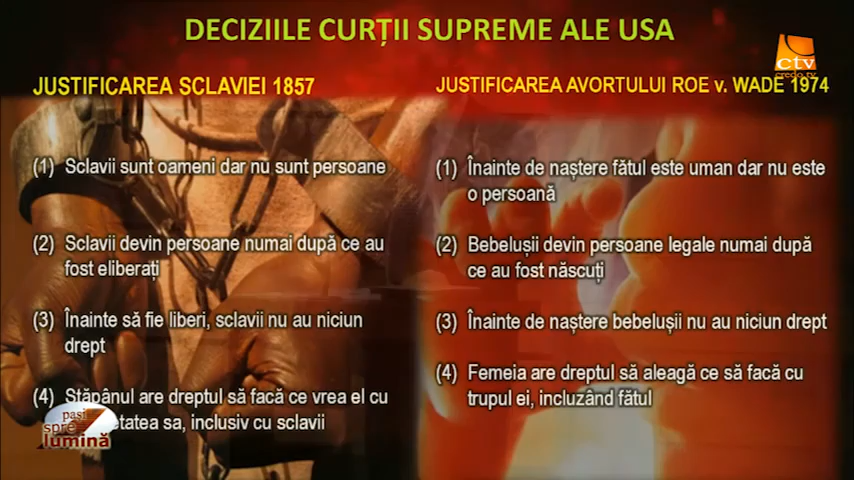 DECIZIILE CURȚII SUPREME ALE USA
ctv
credo tv
JUSTIFICAREA SCLAVIEI 1857
(1) Sclavii sunt oameni dar nu sunt persoane
(2) Sclavii devin persoane numai după ce au
fost eliberați
(3) Înainte să fie liberi, sclavii nu au niciun
drept
(4) Stăpânul are dreptul să facă ce vrea el cu
etatea sa, inclusiv cu sclavii
JUSTIFICAREA AVORTULUI ROE v. WADE 1974
(1) Înainte de naștere fătul este uman dar nu este
o persoană
(2) Bebelușii devin persoane legale numai după
ce au fost născuți
(3) Înainte de naștere bebelușii nu au niciun drept
(4) Femeia are dreptul să aleagă ce să facă cu
trupul ei, incluzând fătul
pași
spre
lumină